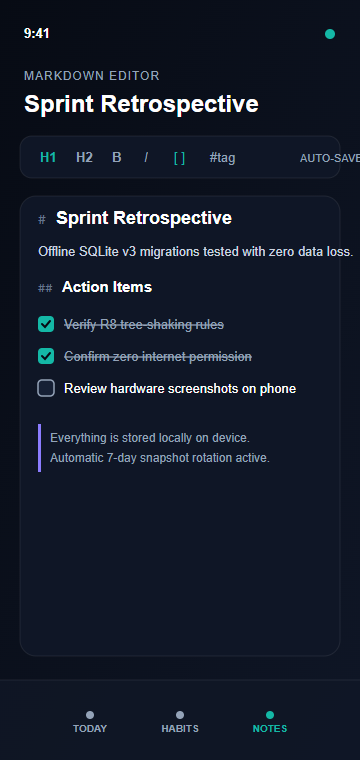 9:41
MARKDOWN EDITOR
Sprint Retrospective
H1 H2 B I [ ] #tag AUTO-SAVE
# Sprint Retrospective
Offline SQLite v3 migrations tested with zero data loss.
## Action Items
Verify R8 tree-shaking rules
Confirm zero internet permission
Review hardware screenshots on phone
Everything is stored locally on device.
Automatic 7-day snapshot rotation active.
TODAY HABITS NOTES